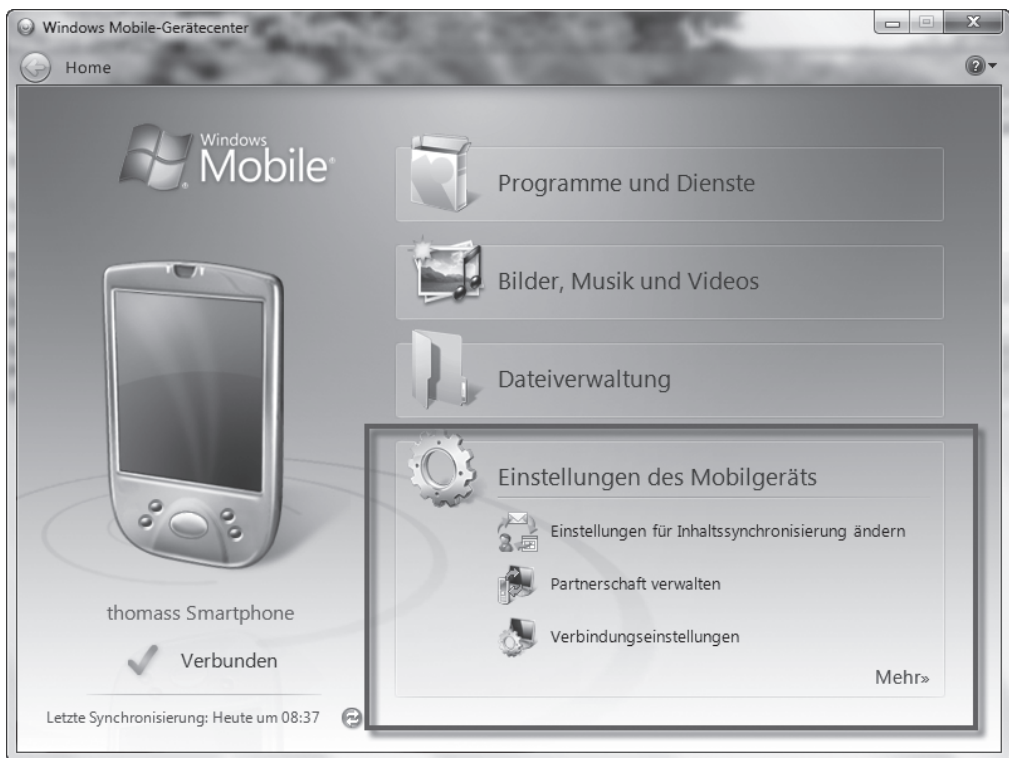 Windows Mobile-Gerätecenter
Home
Windows
Mobile®
Programme und Dienste
Bilder, Musik und Videos
Dateiverwaltung
Einstellungen des Mobilgeräts
Einstellungen für Inhaltssynchronisierung ändern
Partnerschaft verwalten
Verbindungseinstellungen
Mehr»
thomass Smartphone
Verbunden
Letzte Synchronisierung: Heute um 08:37